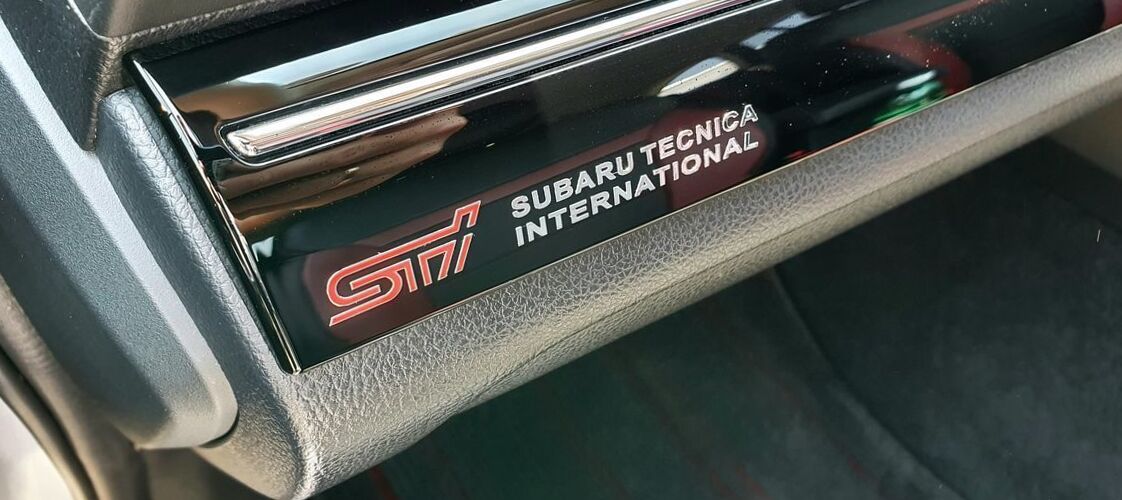 STI
SUBARU TECNICA
INTERNATIONAL